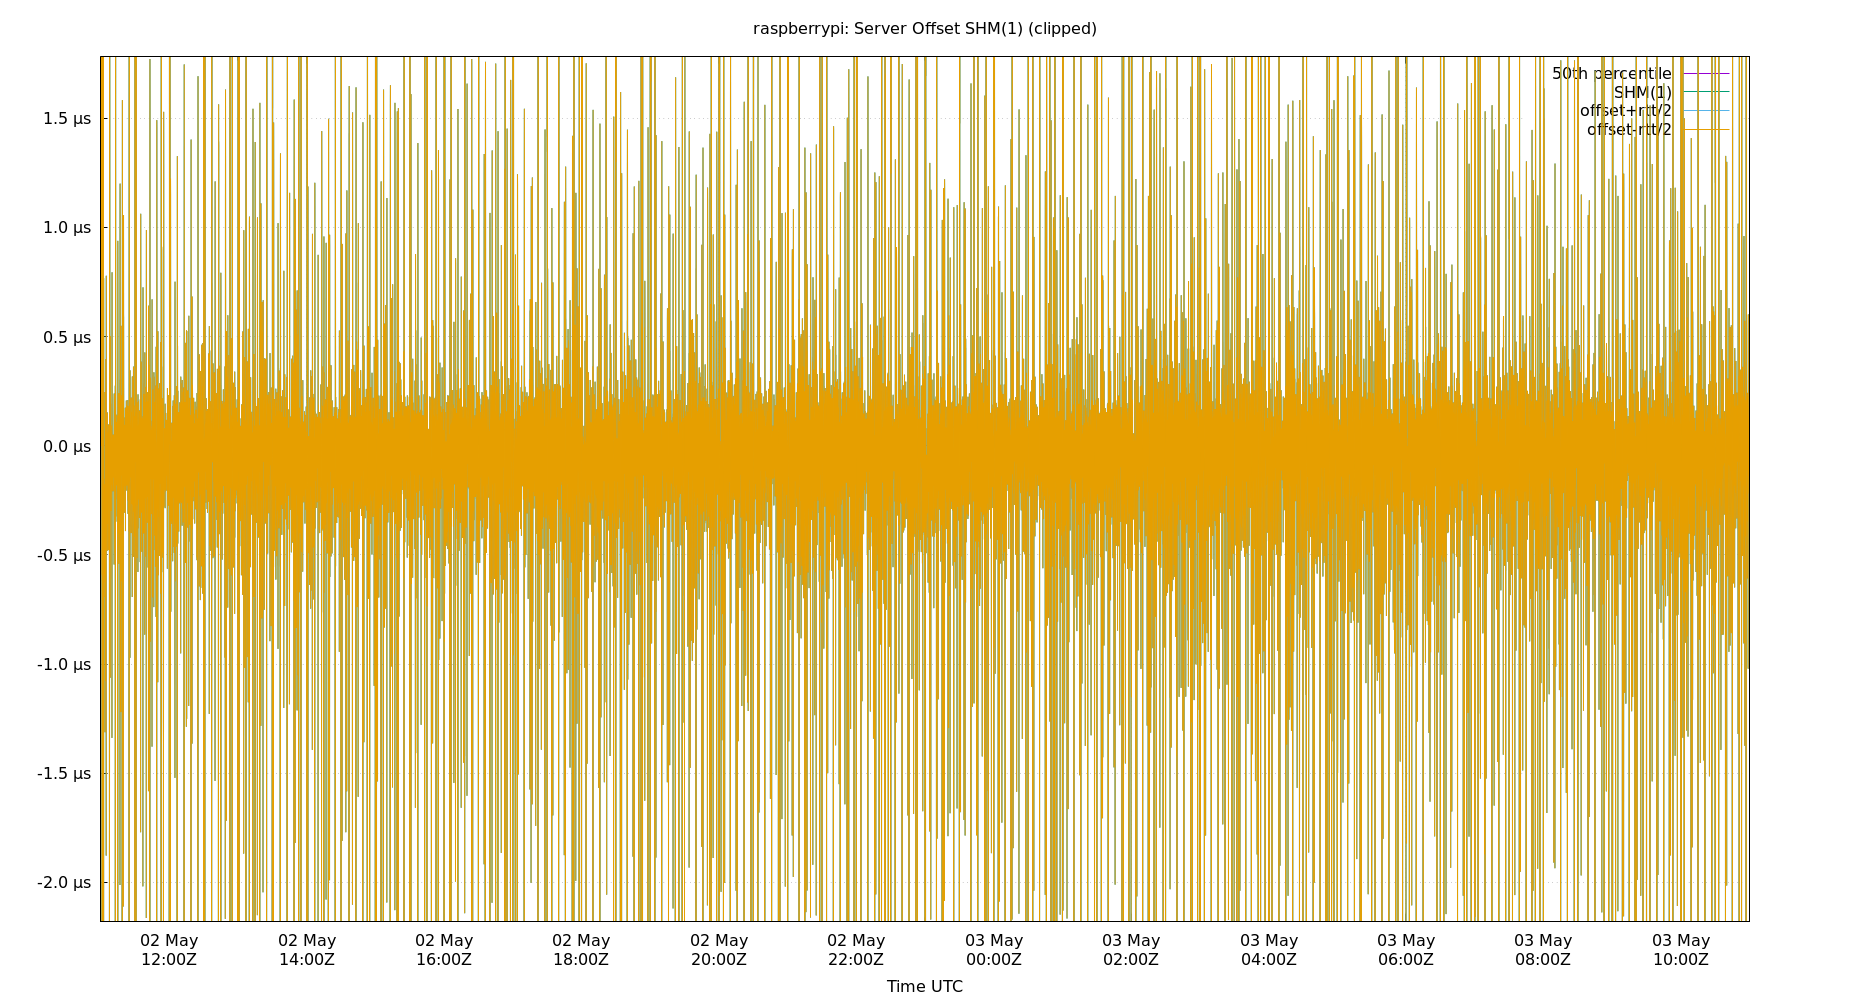 raspberrypi: Server Offset SHM(1) (clipped)
50th percentile
SHM(1)
offset+rtt/2
offset-rtt/2
1.5 µs
1.0 µs
0.5 µs
0.0 µs
-0.5 µs
-1.0 µs
-1.5 µs
-2.0 µs
02 May 02 May 02 May 02 May 02 May 02 May 03 May 03 May 03 May 03 May 03 May 03 May
12:00Z 14:00Z 16:00Z 18:00Z 20:00Z 22:00Z 00:00Z 02:00Z 04:00Z 06:00Z 08:00Z 10:00Z
Time UTC